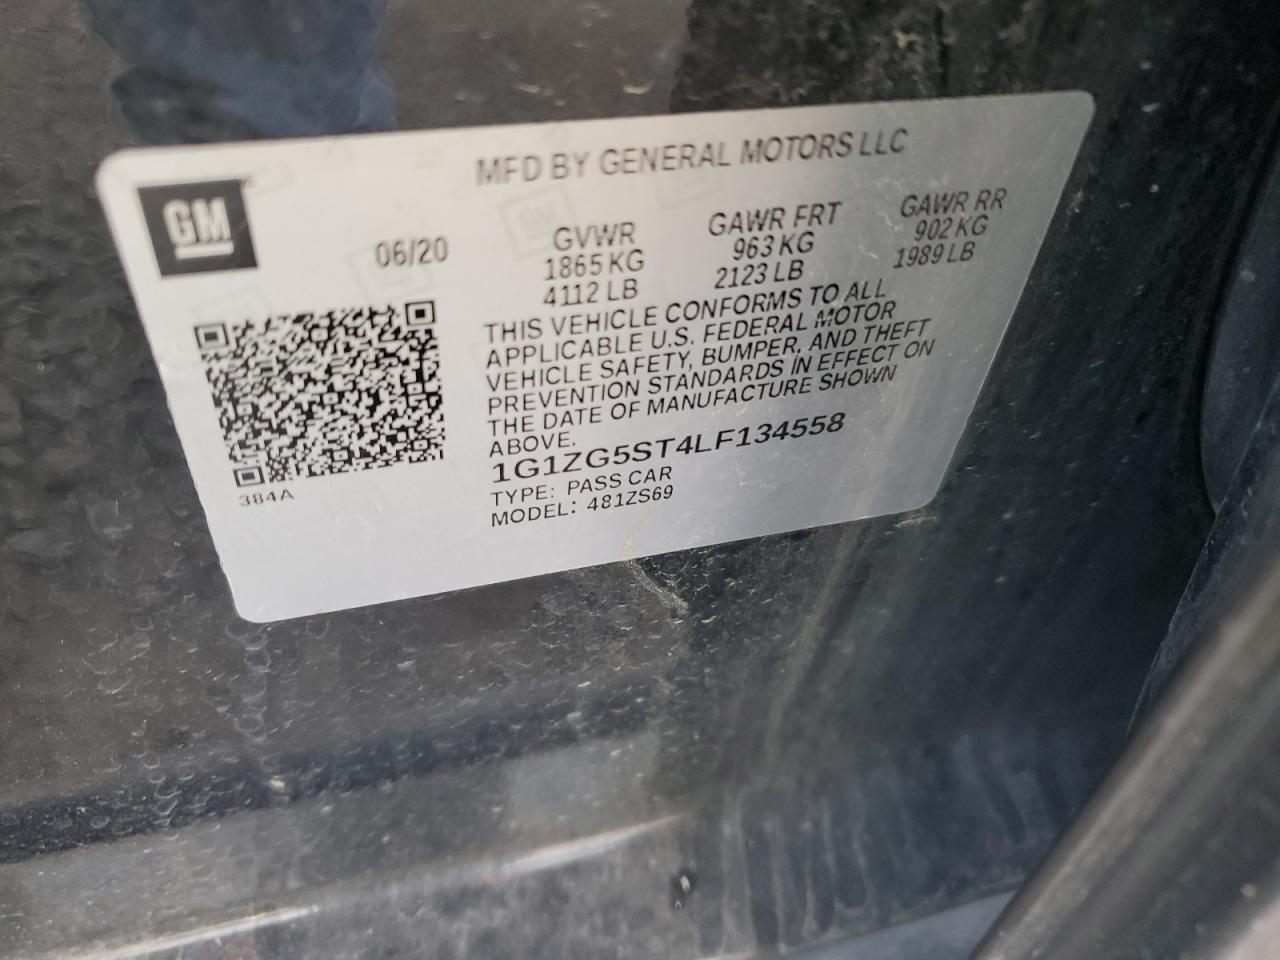 GM
MFD BY GENERAL MOTORS LLC
06/20
GVWR
1865 KG
4112 LB
GAWR FRT
963 KG
2123 LB
GAWR RR
902 KG
1989 LB
THIS VEHICLE CONFORMS TO ALL
APPLICABLE U.S. FEDERAL MOTOR
VEHICLE SAFETY, BUMPER, AND THEFT
PREVENTION STANDARDS IN EFFECT ON
THE DATE OF MANUFACTURE SHOWN
ABOVE.
1G1ZG5ST4LF134558
TYPE: PASS CAR
MODEL: 481ZS69
384A